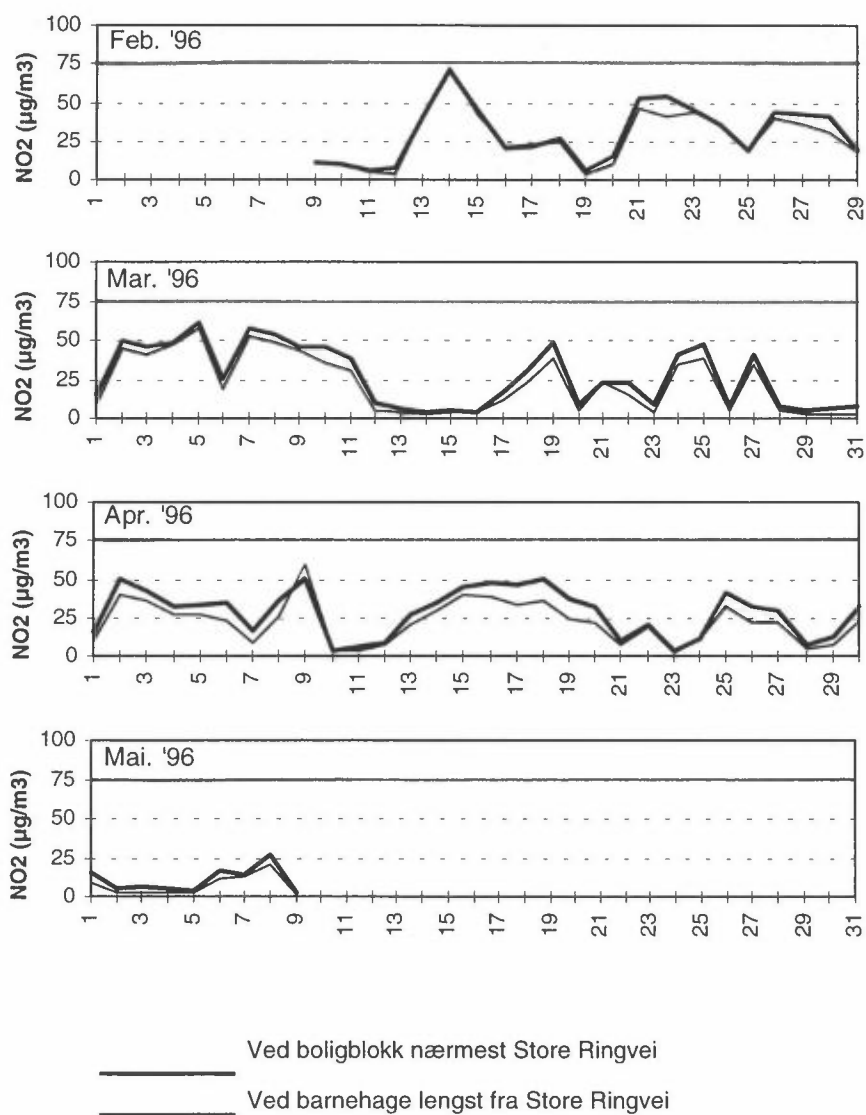 Feb. '96
NO2 (µg/m3)
100
75
50
25
0
1 3 5 7 9 11 13 15 17 19 21 23 25 27 29
Mar. '96
NO2 (µg/m3)
100
75
50
25
0
1 3 5 7 9 11 13 15 17 19 21 23 25 27 29 31
Apr. '96
NO2 (µg/m3)
100
75
50
25
0
1 3 5 7 9 11 13 15 17 19 21 23 25 27 29
Mai. '96
NO2 (µg/m3)
100
75
50
25
0
1 3 5 7 9 11 13 15 17 19 21 23 25 27 29 31
Ved boligblokk nærmest Store Ringvei
Ved barnehage lengst fra Store Ringvei